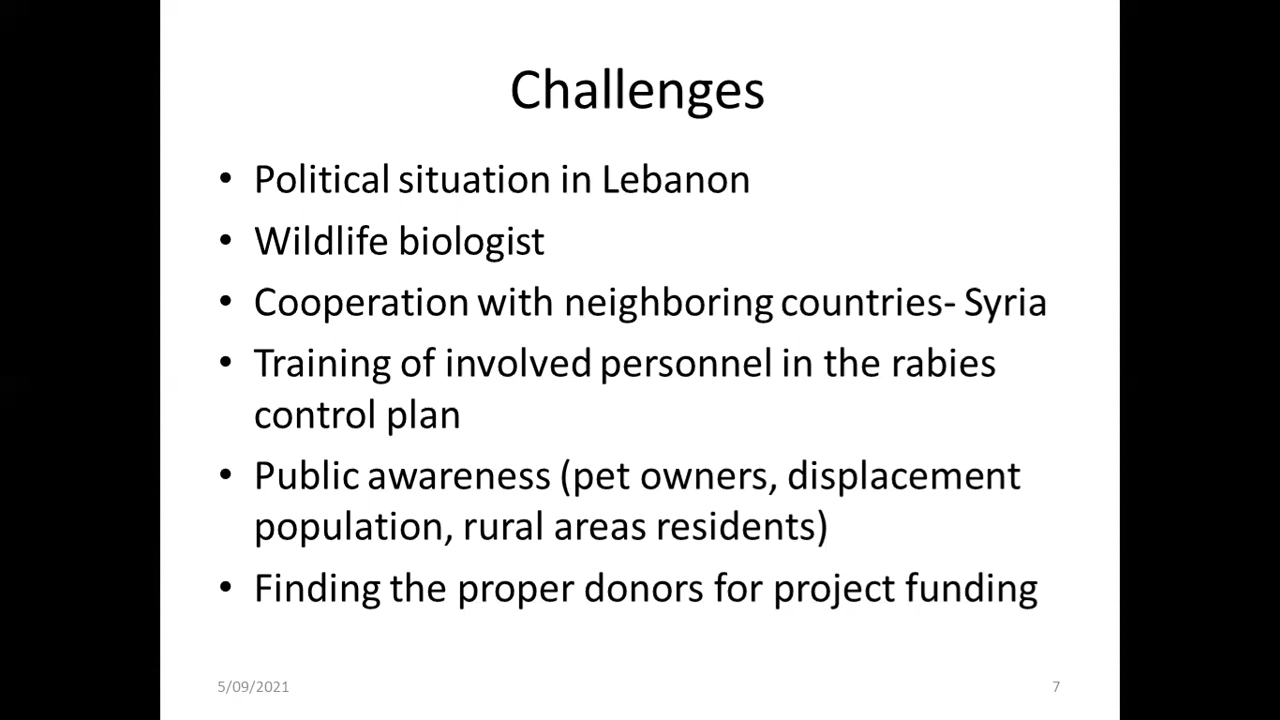 Challenges
• Political situation in Lebanon
• Wildlife biologist
• Cooperation with neighboring countries- Syria
• Training of involved personnel in the rabies
control plan
• Public awareness (pet owners, displacement
population, rural areas residents)
• Finding the proper donors for project funding
5/09/2021
7